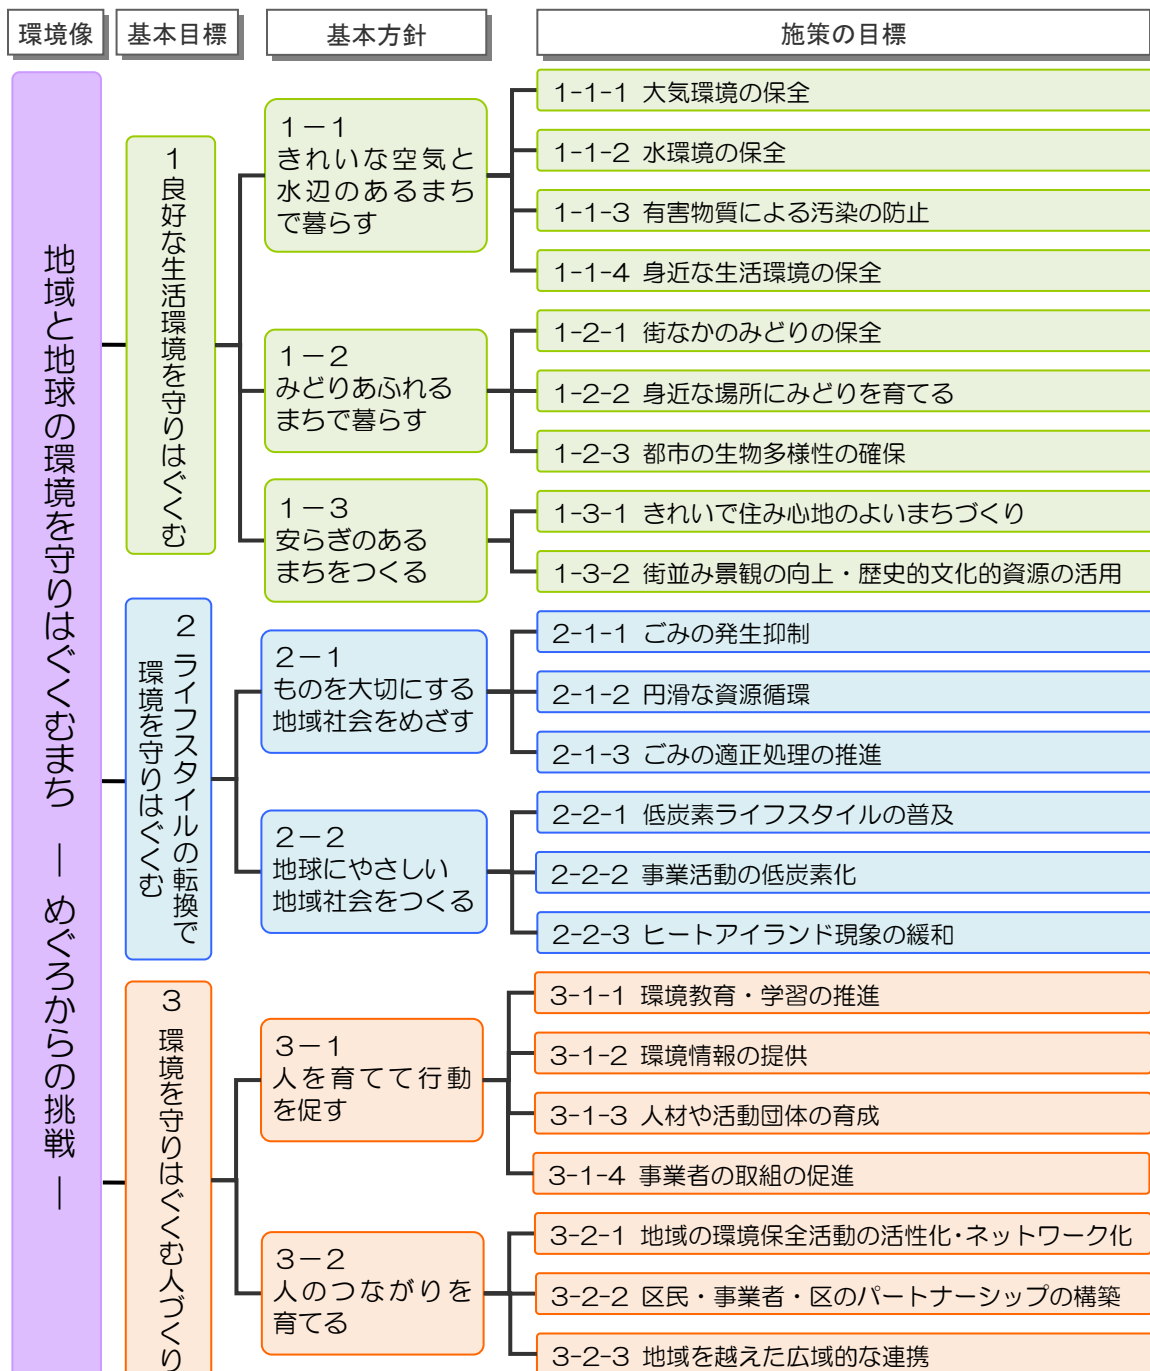 環境像
基本目標
基本方針
施策の目標
地域と地球の環境を守りはぐくむまち ― めぐろからの挑戦 ―
1 良好な生活環境を守りはぐくむ
1－1
きれいな空気と
水辺のあるまち
で暮らす
1-1-1 大気環境の保全
1-1-2 水環境の保全
1-1-3 有害物質による汚染の防止
1-1-4 身近な生活環境の保全
1－2
みどりあふれる
まちで暮らす
1-2-1 街なかのみどりの保全
1-2-2 身近な場所にみどりを育てる
1-2-3 都市の生物多様性の確保
1－3
安らぎのある
まちをつくる
1-3-1 きれいで住み心地のよいまちづくり
1-3-2 街並み景観の向上・歴史的文化的資源の活用
2 ライフスタイルの転換で
環境を守りはぐくむ
2－1
ものを大切にする
地域社会をめざす
2-1-1 ごみの発生抑制
2-1-2 円滑な資源循環
2-1-3 ごみの適正処理の推進
2－2
地球にやさしい
地域社会をつくる
2-2-1 低炭素ライフスタイルの普及
2-2-2 事業活動の低炭素化
2-2-3 ヒートアイランド現象の緩和
3 環境を守りはぐくむ人づくり
3－1
人を育てて行動
を促す
3-1-1 環境教育・学習の推進
3-1-2 環境情報の提供
3-1-3 人材や活動団体の育成
3-1-4 事業者の取組の促進
3－2
人のつながりを
育てる
3-2-1 地域の環境保全活動の活性化・ネットワーク化
3-2-2 区民・事業者・区のパートナーシップの構築
3-2-3 地域を越えた広域的な連携